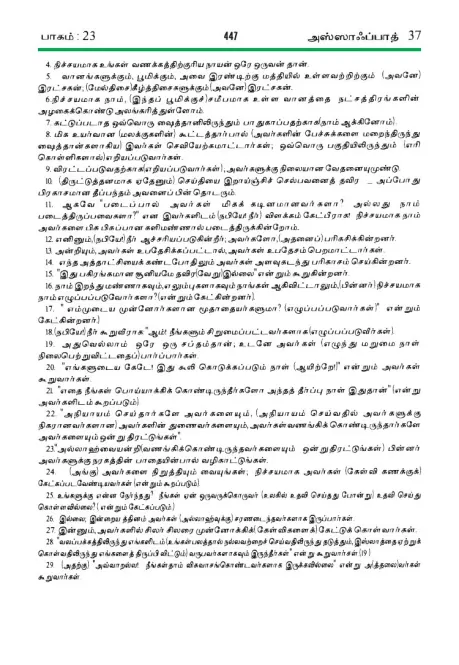 பாகம் : 23 447 அஸ்ஸாஃப்பாத் 37
4. நிச்சயமாக உங்கள் வணக்கத்திற்குரிய நாயன் ஒரே ஒருவன் தான்.
5. வானங்களுக்கும், பூமிக்கும், அவை இரண்டிற்கு மத்தியில் உள்ளவற்றிற்கும் (அவனே)
இரட்சகன்; (மேல்திசை)கீழ்த்திசைகளுக்கும் (அவனே) இரட்சகன்.
6.நிச்சயமாக நாம், (இந்தப் பூமிக்குச்)சமீபமாக உள்ள வானத்தை நட்சத்திரங்களின்
அழகைக்கொண்டு அலங்கரித்துள்ளோம்.
7. கட்டுப்படாத ஒவ்வொரு ஷைத்தானிலிருந்தும் பாதுகாப்பதற்காக(நாம் ஆக்கினோம்).
8. மிக உயர்வான (மலக்குகளின்) கூட்டத்தார்பால் (அவர்களின் பேச்சுக்களை மறைந்திருந்து
ஷைத்தான்களாகிய) இவர்கள் செவியேற்கமாட்டார்கள்; ஒவ்வொரு பகுதியிலிருந்தும் (எரி
கொள்ளிகளால்) எறியப்படுவார்கள்.
9. விரட்டப்படுவதற்காக(எறியப்படுவார்கள்); அவர்களுக்கு நிலையான வேதனையுமுண்டு.
10. (திருட்டுத்தனமாக ஏதேனும்) செய்தியை இறாய்ஞ்சிச் செல்பவனைத் தவிர _ அப்போது
பிரகாசமான தீப்பந்தம் அவனைப் பின் தொடரும்.
11. ஆகவே "படைப்பால் அவர்கள் மிகக் கடினமானவர்களா? அல்லது நாம்
படைத்திருப்பவைகளா?" என இவர்களிடம் (நபியே! நீர்) விளக்கம் கேட்பீராக! நிச்சயமாக நாம்
அவர்களை பிசுபிசுப்பான களிமண்ணால் படைத்திருக்கின்றோம்.
12. எனினும், (நபியே!) நீர் ஆச்சரியப்படுகின்றீர்; அவர்களோ, (அதனைப்) பரிகசிக்கின்றனர்.
13. அன்றியும், அவர்கள் உபதேசிக்கப்பட்டால், அவர்கள் உபதேசம் பெறமாட்டார்கள்.
14. எந்த அத்தாட்சியைக் கண்டபோதிலும் அவர்கள் அளவுகடந்து பரிகாசம் செய்கின்றனர்.
15. "இது பகிரங்கமான சூனியமே தவிர(வேறு)இல்லை" என்றும் கூறுகின்றனர்.
16. நாம் இறந்து மண்ணாகவும், எலும்புகளாகவும் நாங்கள் ஆகிவிட்டாலும், (பின்னர்) நிச்சயமாக
நாம் எழுப்பப்படுவோர்களா? (என்றும் கேட்கின்றனர்).
17. "எம்முடைய முன்னோர்களான மூதாதையர்களுமா? (எழுப்பப்படுவார்கள்)" என்றும்
கேட்கின்றனர்.)
18.(நபியே!) நீர் கூறுவீராக: "ஆம்! நீங்களும் சிறுமைப்பட்டவர்களாக (எழுப்பப்படுவீர்கள்).
19. அதுவெல்லாம் ஒரே ஒரு சப்தம்தான்; உடனே அவர்கள் (எழுந்து மறுமை நாள்
நிலைபெற்று விட்டதைப்) பார்ப்பார்கள்.
20. "எங்களுடைய கேடே! இது கூலி கொடுக்கப்படும் நாள் (ஆயிற்றே!)" என்றும் அவர்கள்
கூறுவார்கள்.
21. "எதை நீங்கள் பொய்யாக்கிக் கொண்டிருந்தீர்களோ அந்தத் தீர்ப்பு நாள் இதுதான்" (என்று
அவர்களிடம் கூறப்படும்)
22. "அநியாயம் செய்தார்களே அவர்களையும், (அநியாயம் செய்வதில் அவர்களுக்கு
நிகரானவர்களான) அவர்களின் துணைவர்களையும், அவர்கள் வணங்கிக் கொண்டிருந்தார்களே
அவர்களையும் ஒன்று திரட்டுங்கள்"
23."அல்லாஹ்வையன்றி(வணங்கிக்கொண்டிருந்தவர்களையும் ஒன்றுதிரட்டுங்கள்) பின்னர்
அவர்களுக்கு நரகத்தின் பாதையின்பால் வழிகாட்டுங்கள்.
24. (அங்கு) அவர்களை நிறுத்தியும் வையுங்கள்; நிச்சயமாக அவர்கள் (கேள்வி கணக்குக்)
கேட்கப்படவேண்டியவர்கள் (என்றும் கூறப்படும்).
25. உங்களுக்கு என்ன நேர்ந்தது? நீங்கள் ஏன் ஒருவருக்கொருவர் (உலகில் உதவி செய்தது போன்று) உதவி செய்து
கொள்ளவில்லை? (என்றும் கேட்கப்படும்.)
26. இல்லை; இன்றைய தினம் அவர்கள் (அல்லாஹ்வுக்கு) சரணடைந்தவர்களாக இருப்பார்கள்.
27. இன்னும், அவர்களில் சிலர் சிலரை முன்னோக்கிக் (கேள்விகளைக்) கேட்டுக் கொள்வார்கள்.
28. "வலப்பக்கத்திலிருந்து எங்களிடம் (உங்கள் பலத்தால் நல்லவற்றைச் செய்வதிலிருந்து தடுத்தும், இஸ்லாத்தை ஏற்றுக்
கொள்வதிலிருந்து எங்களைத் திருப்பி விட்டும்) வருபவர்களாகவும் இருந்தீர்கள்" என்று கூறுவார்கள் (19)
29. (அதற்கு) "அவ்வாறல்ல! நீங்கள்தாம் விசுவாசங்கொண்டவர்களாக இருக்கவில்லை" என்று அ(த்தலை)வர்கள்
கூறுவார்கள்.